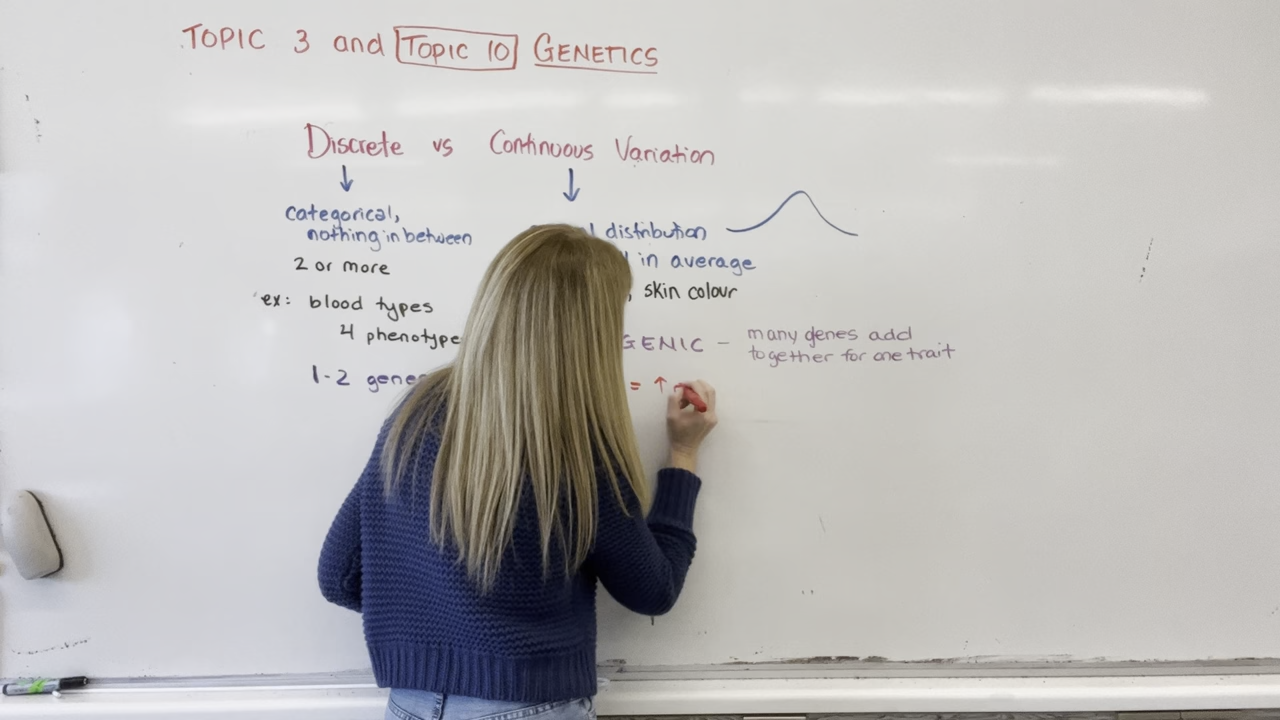 TOPIC 3 and TOPIC 10 GENETICS
Discrete vs Continuous Variation
categorical,
nothing in between
2 or more
ex: blood types
4 phenotype
1-2 genes
distribution
in average
, skin colour
GENIC - many genes add
together for one trait
= ↑